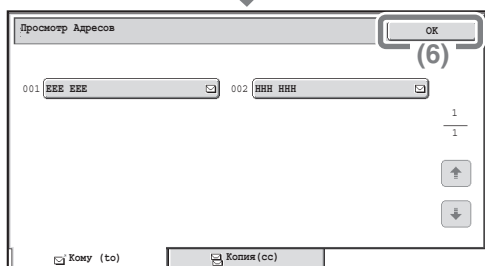 Просмотр Адресов
OK
(6)
001 EEE EEE
002 HHH HHH
1
1
Кому (to)
Копия(cc)